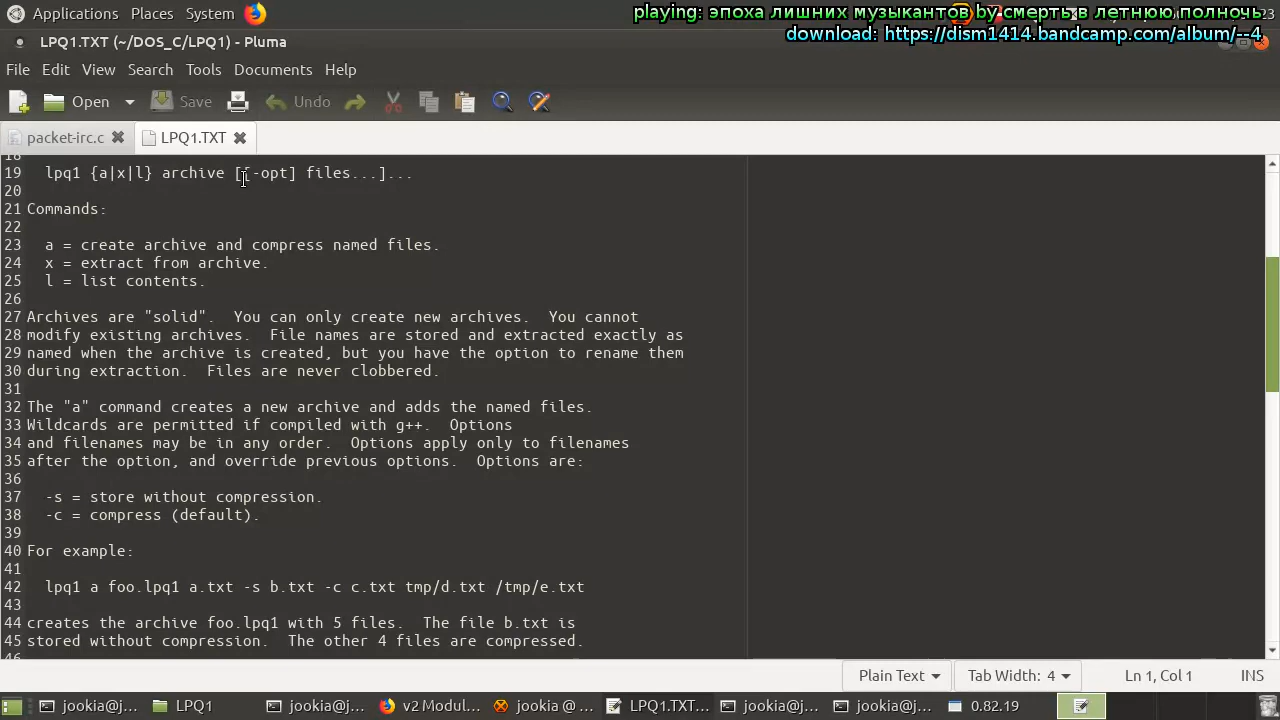 Applications Places System
playing: эпоха лишних музыкантов by смерть в летнюю полночь
23
download: https://dism1414.bandcamp.com/album/--4
LPQ1.TXT (~/DOS_C/LPQ1) - Pluma
File Edit View Search Tools Documents Help
Open Save Undo
packet-irc.c LPQ1.TXT
18
19 lpq1 {a|x|l} archive [[-opt] files...]...
20
21 Commands:
22
23 a = create archive and compress named files.
24 x = extract from archive.
25 l = list contents.
26
27 Archives are "solid". You can only create new archives. You cannot
28 modify existing archives. File names are stored and extracted exactly as
29 named when the archive is created, but you have the option to rename them
30 during extraction. Files are never clobbered.
31
32 The "a" command creates a new archive and adds the named files.
33 Wildcards are permitted if compiled with g++. Options
34 and filenames may be in any order. Options apply only to filenames
35 after the option, and override previous options. Options are:
36
37 -s = store without compression.
38 -c = compress (default).
39
40 For example:
41
42 lpq1 a foo.lpq1 a.txt -s b.txt -c c.txt tmp/d.txt /tmp/e.txt
43
44 creates the archive foo.lpq1 with 5 files. The file b.txt is
45 stored without compression. The other 4 files are compressed.
46
Plain Text Tab Width: 4 Ln 1, Col 1 INS
jookia@j... LPQ1 jookia@j... v2 Modul... jookia @ ... LPQ1.TXT... jookia@j... jookia@j... 0.82.19